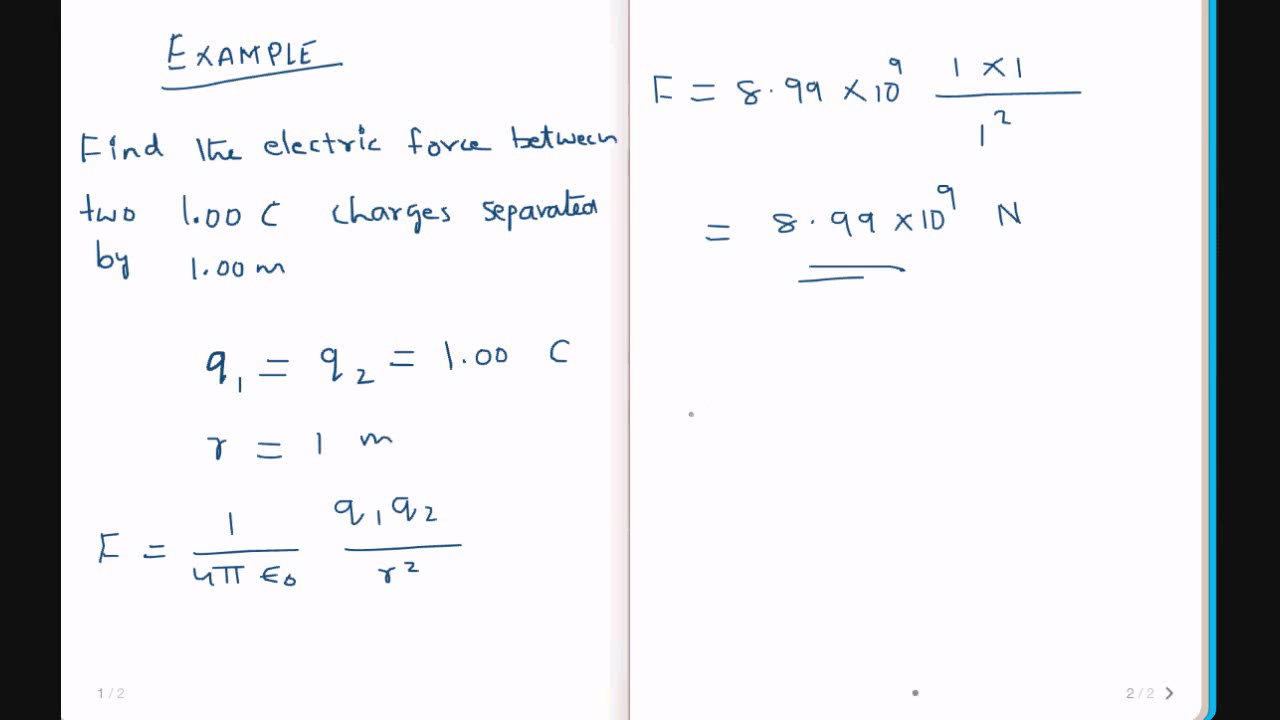 EXAMPLE
Find the electric force between
two 1.00 C charges separated
by 1.00 m
q₁ = q₂ = 1.00 C
r = 1 m
F = 1/(4π ε₀) q₁q₂/r²
1 / 2
F = 8.99 × 10⁹ (1 × 1)/1²
= 8.99 × 10⁹ N
2 / 2 >